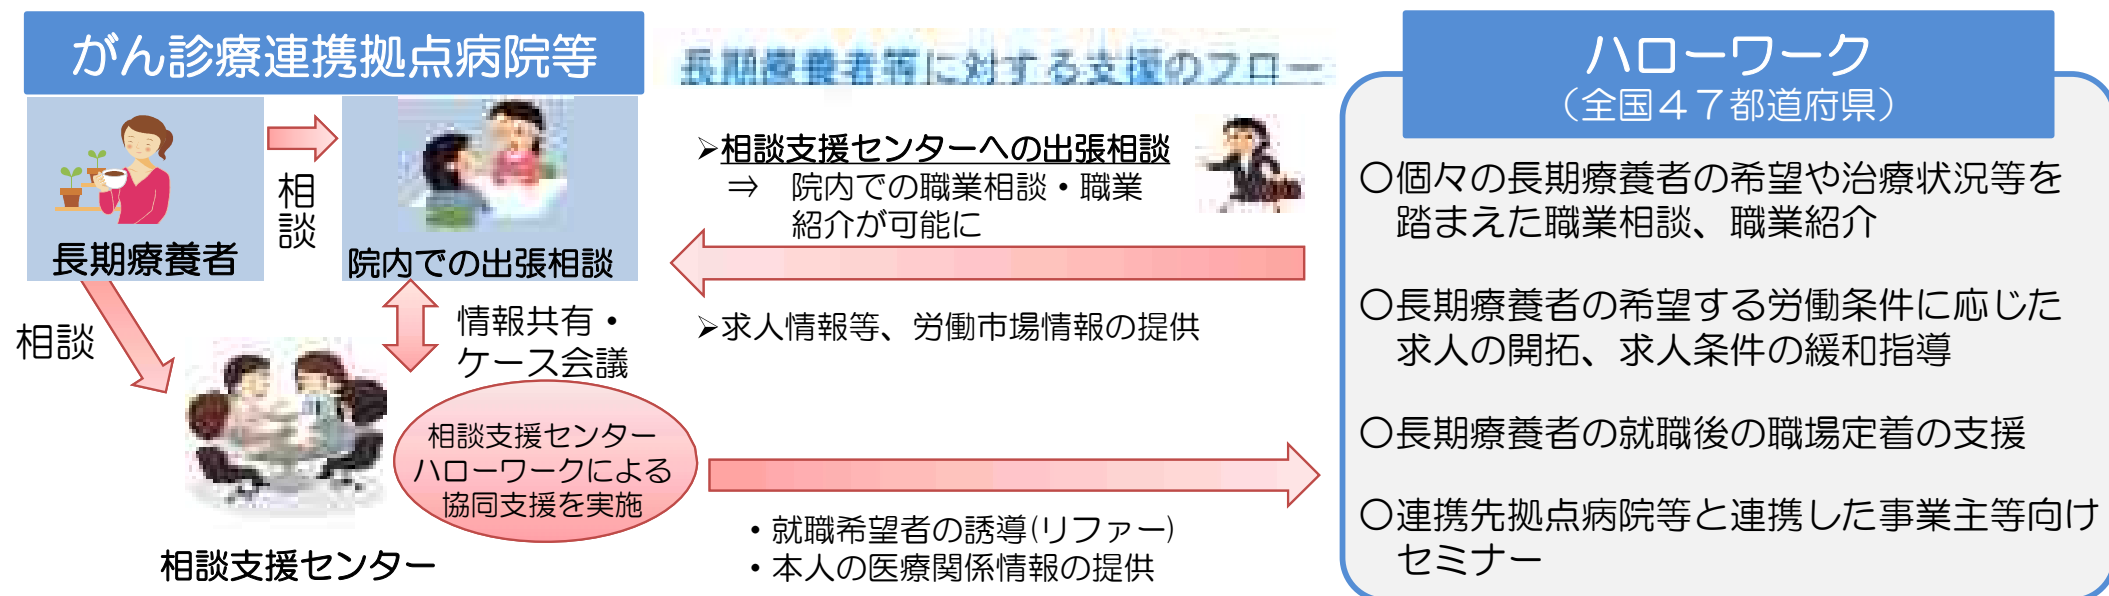 がん診療連携拠点病院等
長期療養者等に対する支援のフロー
ハローワーク
（全国４７都道府県）
相談
長期療養者
院内での出張相談
相談
情報共有・
ケース会議
相談支援センター
ハローワークによる
協同支援を実施
相談支援センター
➢相談支援センターへの出張相談
⇒　院内での職業相談・職業
紹介が可能に
➢求人情報等、労働市場情報の提供
・就職希望者の誘導(リファー)
・本人の医療関係情報の提供
〇個々の長期療養者の希望や治療状況等を
踏まえた職業相談、職業紹介
〇長期療養者の希望する労働条件に応じた
求人の開拓、求人条件の緩和指導
〇長期療養者の就職後の職場定着の支援
〇連携先拠点病院等と連携した事業主等向け
セミナー